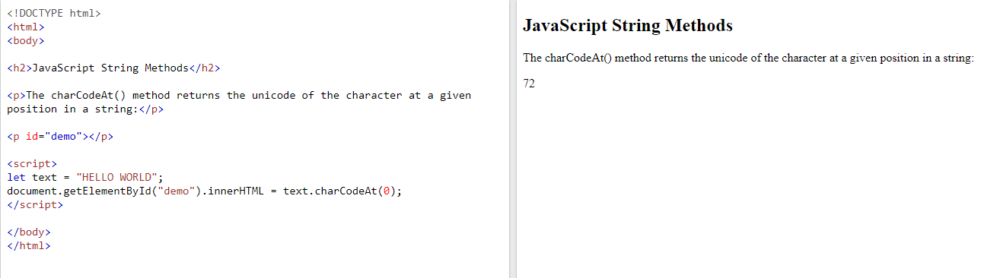 <!DOCTYPE html>
<html>
<body>
<h2>JavaScript String Methods</h2>
<p>The charCodeAt() method returns the unicode of the character at a given
position in a string:</p>
<p id="demo"></p>
<script>
let text = "HELLO WORLD";
document.getElementById("demo").innerHTML = text.charCodeAt(0);
</script>
</body>
</html>
JavaScript String Methods
The charCodeAt() method returns the unicode of the character at a given position in a string:
72